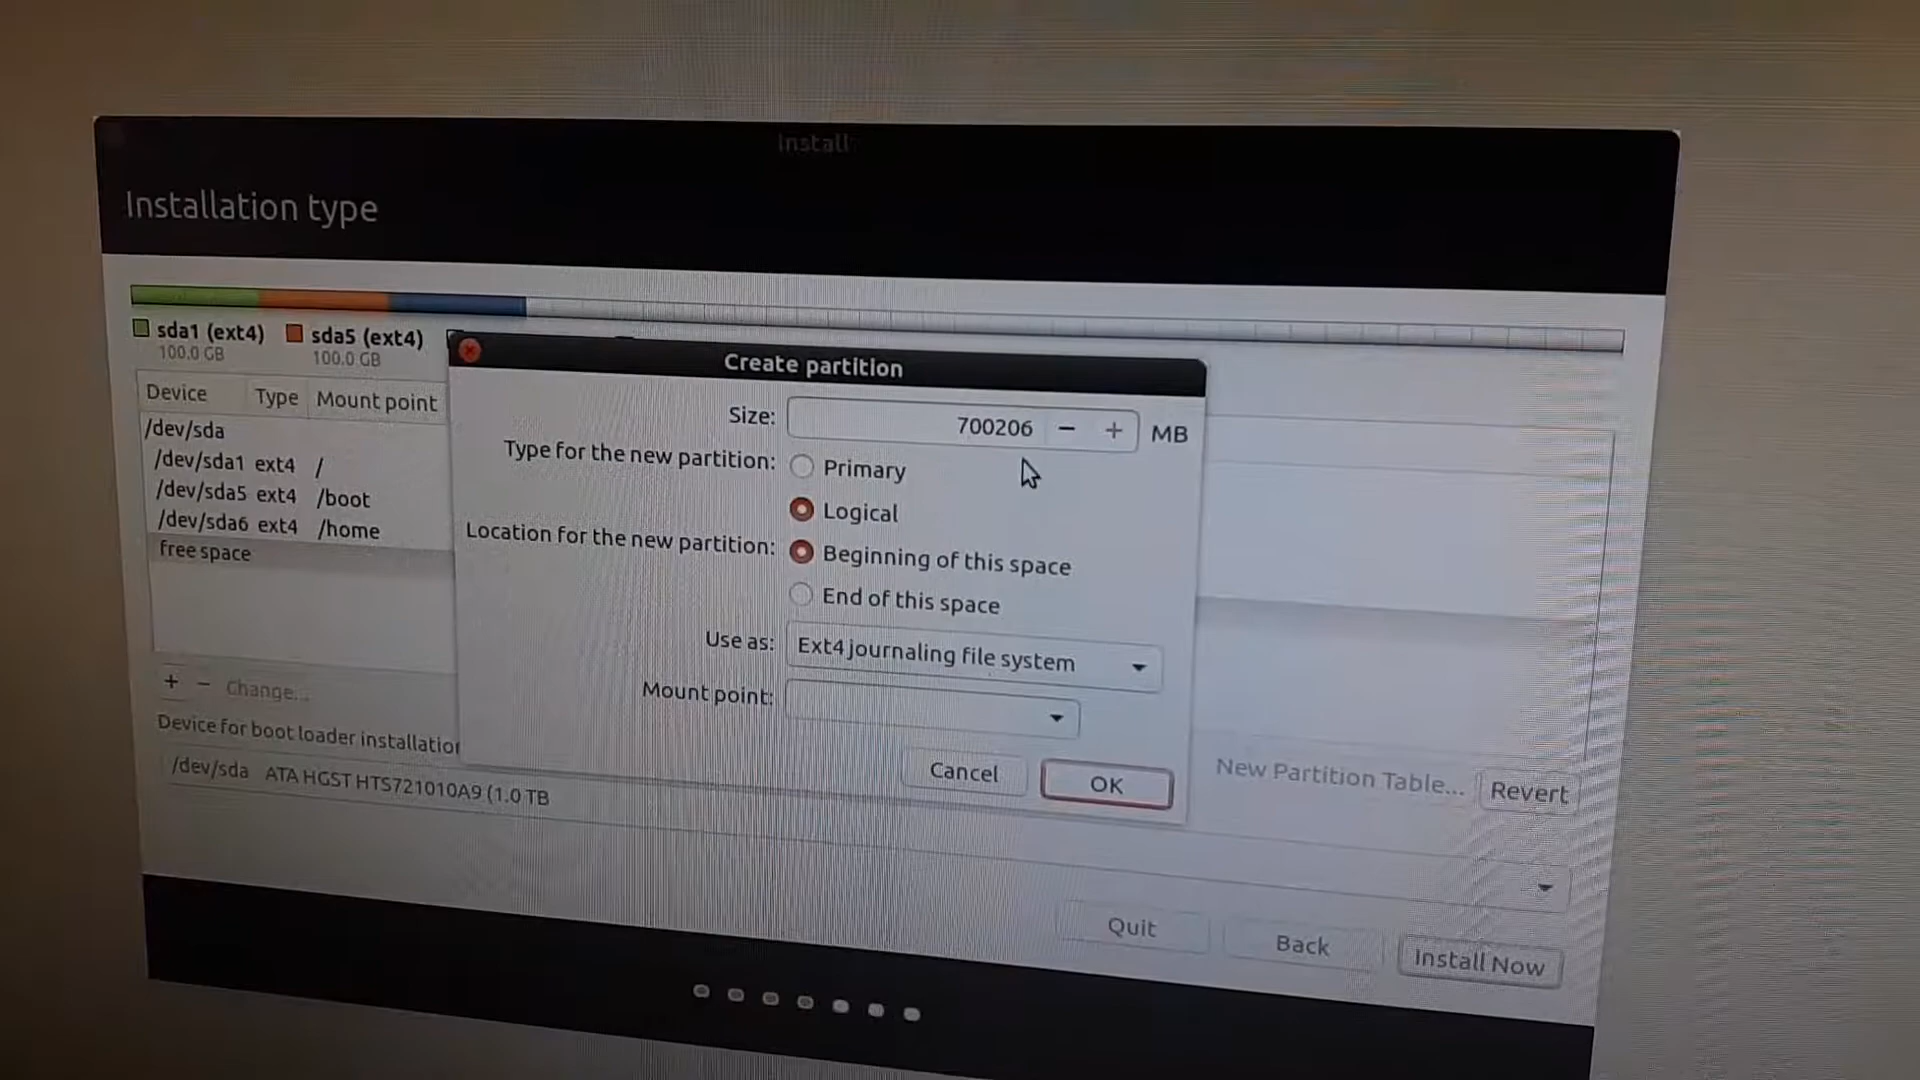 Install
Installation type
sda1 (ext4) sda5 (ext4)
100.0 GB 100.0 GB
Device Type Mount point
/dev/sda
/dev/sda1 ext4 /
/dev/sda5 ext4 /boot
/dev/sda6 ext4 /home
free space
+ - Change...
Create partition
Size: 700206 - + MB
Type for the new partition: Primary
Logical
Location for the new partition: Beginning of this space
End of this space
Use as: Ext4 journaling file system
Mount point:
Cancel OK
New Partition Table... Revert
Device for boot loader installation
/dev/sda ATA HGST HTS721010A9 (1.0 TB
Quit Back Install Now